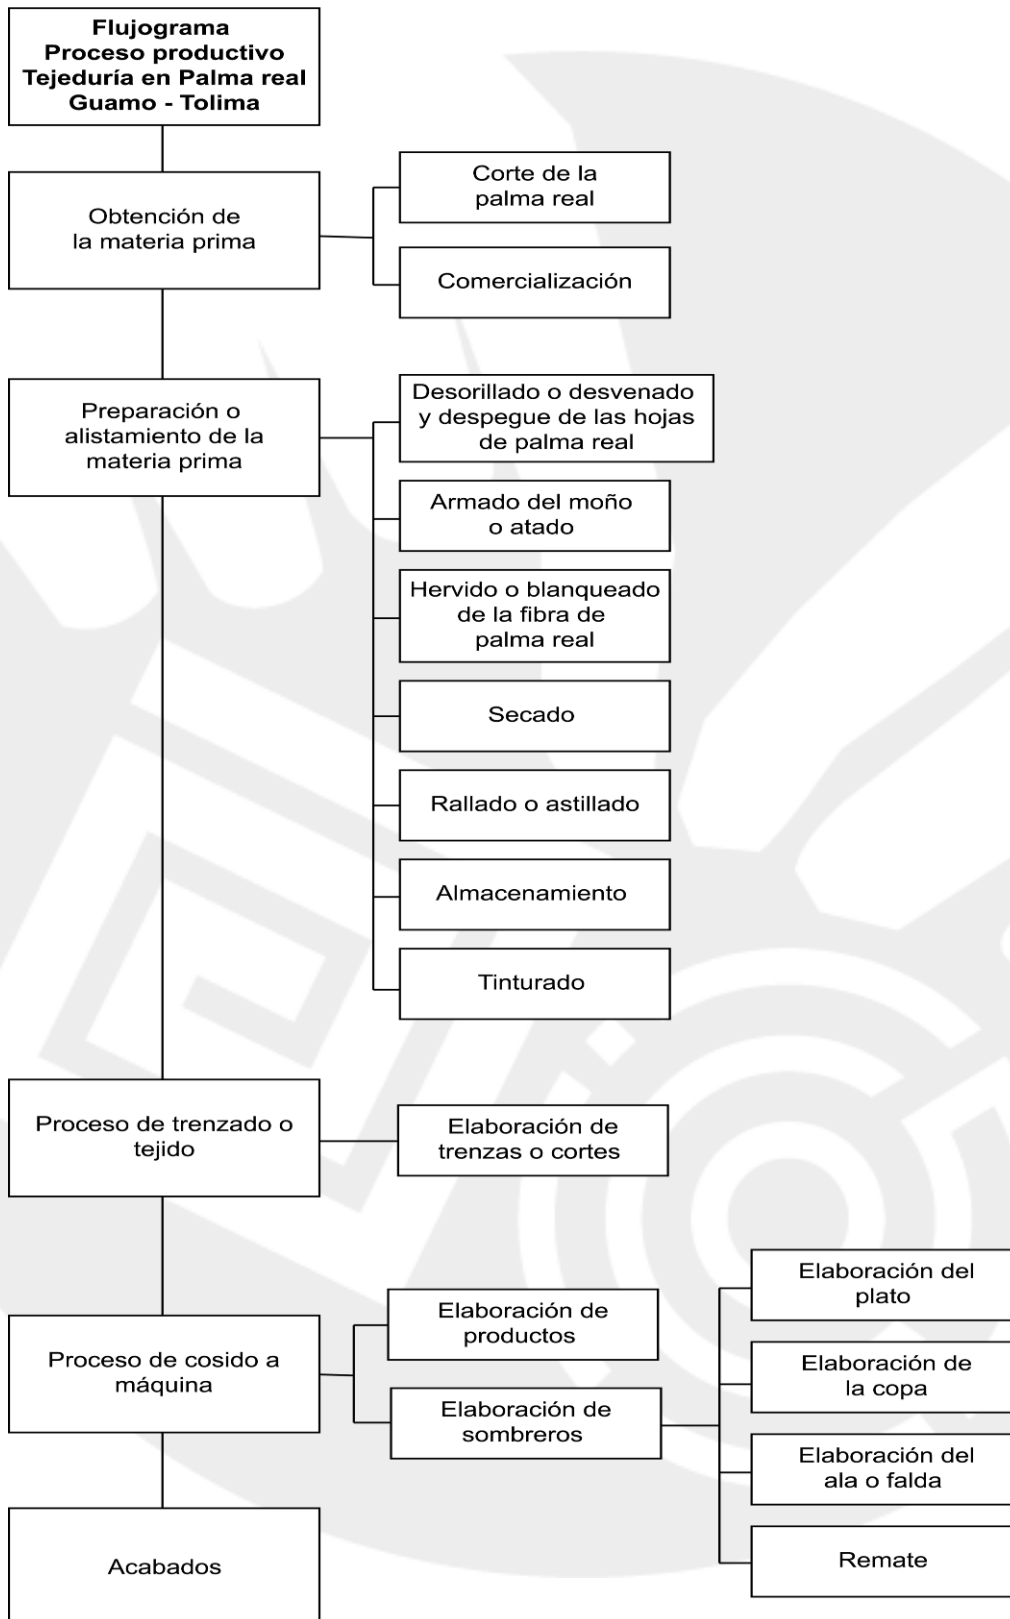 Flujograma
Proceso productivo
Tejeduría en Palma real
Guamo - Tolima
Obtención de
la materia prima
Corte de la
palma real
Comercialización
Preparación o
alistamiento de la
materia prima
Desorillado o desvenado
y despegue de las hojas
de palma real
Armado del moño
o atado
Hervido o blanqueado
de la fibra de
palma real
Secado
Rallado o astillado
Almacenamiento
Tinturado
Proceso de trenzado o
tejido
Elaboración de
trenzas o cortes
Proceso de cosido a
máquina
Elaboración de
productos
Elaboración de
sombreros
Elaboración del
plato
Elaboración de
la copa
Elaboración del
ala o falda
Remate
Acabados